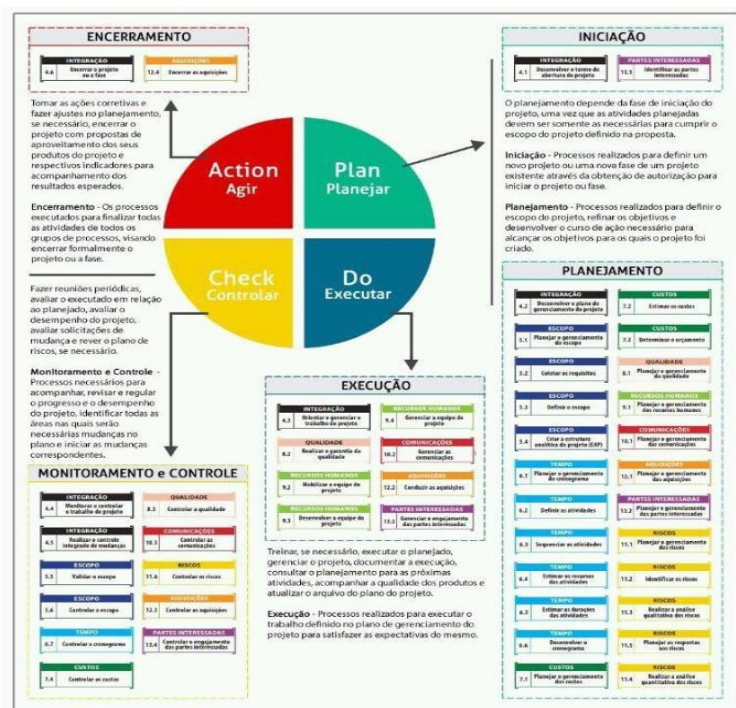 ENCERRAMENTO
INTEGRAÇÃO
4.6 Encerrar o projeto
ou a fase
AQUISIÇÕES
12.4 Encerrar as aquisições
Tomar as ações corretivas e
fazer ajustes no planejamento,
se necessário, encerrar o
projeto com propostas de
aproveitamento dos seus
produtos do projeto e
respectivos indicadores para
acompanhamento dos
resultados esperados.
Encerramento - Os processos
executados para finalizar todas
as atividades de todos os
grupos de processos, visando
encerrar formalmente o
projeto ou a fase.
Action
Agir
Plan
Planejar
Check
Controlar
Do
Executar
INICIAÇÃO
INTEGRAÇÃO
4.1 Desenvolver o termo de
abertura do projeto
PARTES INTERESSADAS
13.1 Identificar as partes
interessadas
O planejamento depende da fase de iniciação do
projeto, uma vez que as atividades planejadas
devem ser somente as necessárias para cumprir o
escopo do projeto definido na proposta.
Iniciação - Processos realizados para definir um
novo projeto ou uma nova fase de um projeto
existente através da obtenção de autorização para
iniciar o projeto ou fase.
Planejamento - Processos realizados para definir o
escopo do projeto, refinar os objetivos e
desenvolver o curso de ação necessário para
alcançar os objetivos para os quais o projeto foi
criado.
Fazer reuniões periódicas,
avaliar o executado em relação
ao planejado, avaliar o
desempenho do projeto,
avaliar solicitações de
mudança e rever o plano de
riscos, se necessário.
Monitoramento e Controle -
Processos necessários para
acompanhar, revisar e regular
o progresso e o desempenho
do projeto, identificar todas as
áreas nas quais serão
necessárias mudanças no
plano e iniciar as mudanças
correspondentes.
MONITORAMENTO e CONTROLE
INTEGRAÇÃO
4.4 Monitorar e controlar
o trabalho do projeto
QUALIDADE
8.3 Controlar a qualidade
INTEGRAÇÃO
4.5 Realizar o controle
integrado de mudanças
COMUNICAÇÕES
10.3 Controlar as
comunicações
ESCOPO
5.5 Validar o escopo
RISCOS
11.6 Controlar os riscos
ESCOPO
5.6 Controlar o escopo
AQUISIÇÕES
12.3 Controlar as aquisições
TEMPO
6.7 Controlar o cronograma
PARTES INTERESSADAS
13.4 Controlar o engajamento
das partes interessadas
CUSTOS
7.4 Controlar os custos
EXECUÇÃO
INTEGRAÇÃO
4.3 Orientar e gerenciar o
trabalho do projeto
RECURSOS HUMANOS
9.4 Gerenciar a equipe do
projeto
QUALIDADE
8.2 Realizar a garantia da
qualidade
COMUNICAÇÕES
10.2 Gerenciar as
comunicações
RECURSOS HUMANOS
9.2 Mobilizar a equipe do
projeto
AQUISIÇÕES
12.2 Conduzir as aquisições
RECURSOS HUMANOS
9.3 Desenvolver a equipe do
projeto
PARTES INTERESSADAS
13.3 Gerenciar o engajamento
das partes interessadas
Treinar, se necessário, executar o planejado,
gerenciar o projeto, documentar a execução,
consultar o planejamento para as próximas
atividades, acompanhar a qualidade dos produtos e
atualizar o arquivo do plano do projeto.
Execução - Processos realizados para executar o
trabalho definido no plano de gerenciamento do
projeto para satisfazer as expectativas do mesmo.
PLANEJAMENTO
INTEGRAÇÃO
4.2 Desenvolver o plano de
gerenciamento do projeto
CUSTOS
7.2 Estimar os custos
ESCOPO
5.1 Planejar o gerenciamento
do escopo
CUSTOS
7.3 Determinar o orçamento
ESCOPO
5.2 Coletar os requisitos
QUALIDADE
8.1 Planejar o gerenciamento
da qualidade
ESCOPO
5.3 Definir o escopo
RECURSOS HUMANOS
9.1 Planejar o gerenciamento
dos recursos humanos
ESCOPO
5.4 Criar a estrutura
analítica do projeto (EAP)
COMUNICAÇÕES
10.1 Planejar o gerenciamento
das comunicações
TEMPO
6.1 Planejar o gerenciamento
do cronograma
AQUISIÇÕES
12.1 Planejar o gerenciamento
das aquisições
TEMPO
6.2 Definir as atividades
PARTES INTERESSADAS
13.2 Planejar o gerenciamento
das partes interessadas
TEMPO
6.3 Sequenciar as atividades
RISCOS
11.1 Planejar o gerenciamento
dos riscos
TEMPO
6.4 Estimar os recursos
das atividades
RISCOS
11.2 Identificar os riscos
TEMPO
6.5 Estimar as durações
das atividades
RISCOS
11.3 Realizar a análise
qualitativa dos riscos
TEMPO
6.6 Desenvolver o
cronograma
RISCOS
11.5 Planejar as respostas
aos riscos
CUSTOS
7.1 Planejar o gerenciamento
dos custos
RISCOS
11.4 Realizar a análise
quantitativa dos riscos